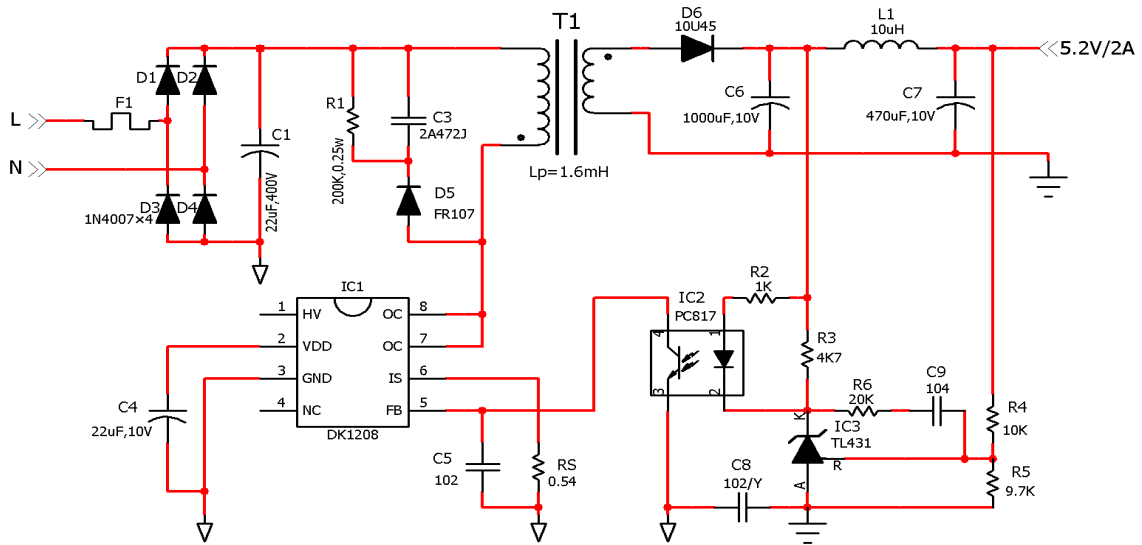 T1
D6
10U45
L1
10uH
5.2V/2A
D1
D2
F1
L
N
C1
22uF,400V
R1
200K,0.25w
C3
2A472J
Lp=1.6mH
C6
1000uF,10V
C7
470uF,10V
D3
D4
1N4007×4
D5
FR107
IC1
1
HV
OC
8
2
VDD
OC
7
3
GND
IS
6
4
NC
FB
5
DK1208
C4
22uF,10V
C5
102
RS
0.54
IC2
PC817
4
1
3
2
R2
1K
R3
4K7
R6
20K
C9
104
K
IC3
TL431
R
A
R4
10K
R5
9.7K
C8
102/Y